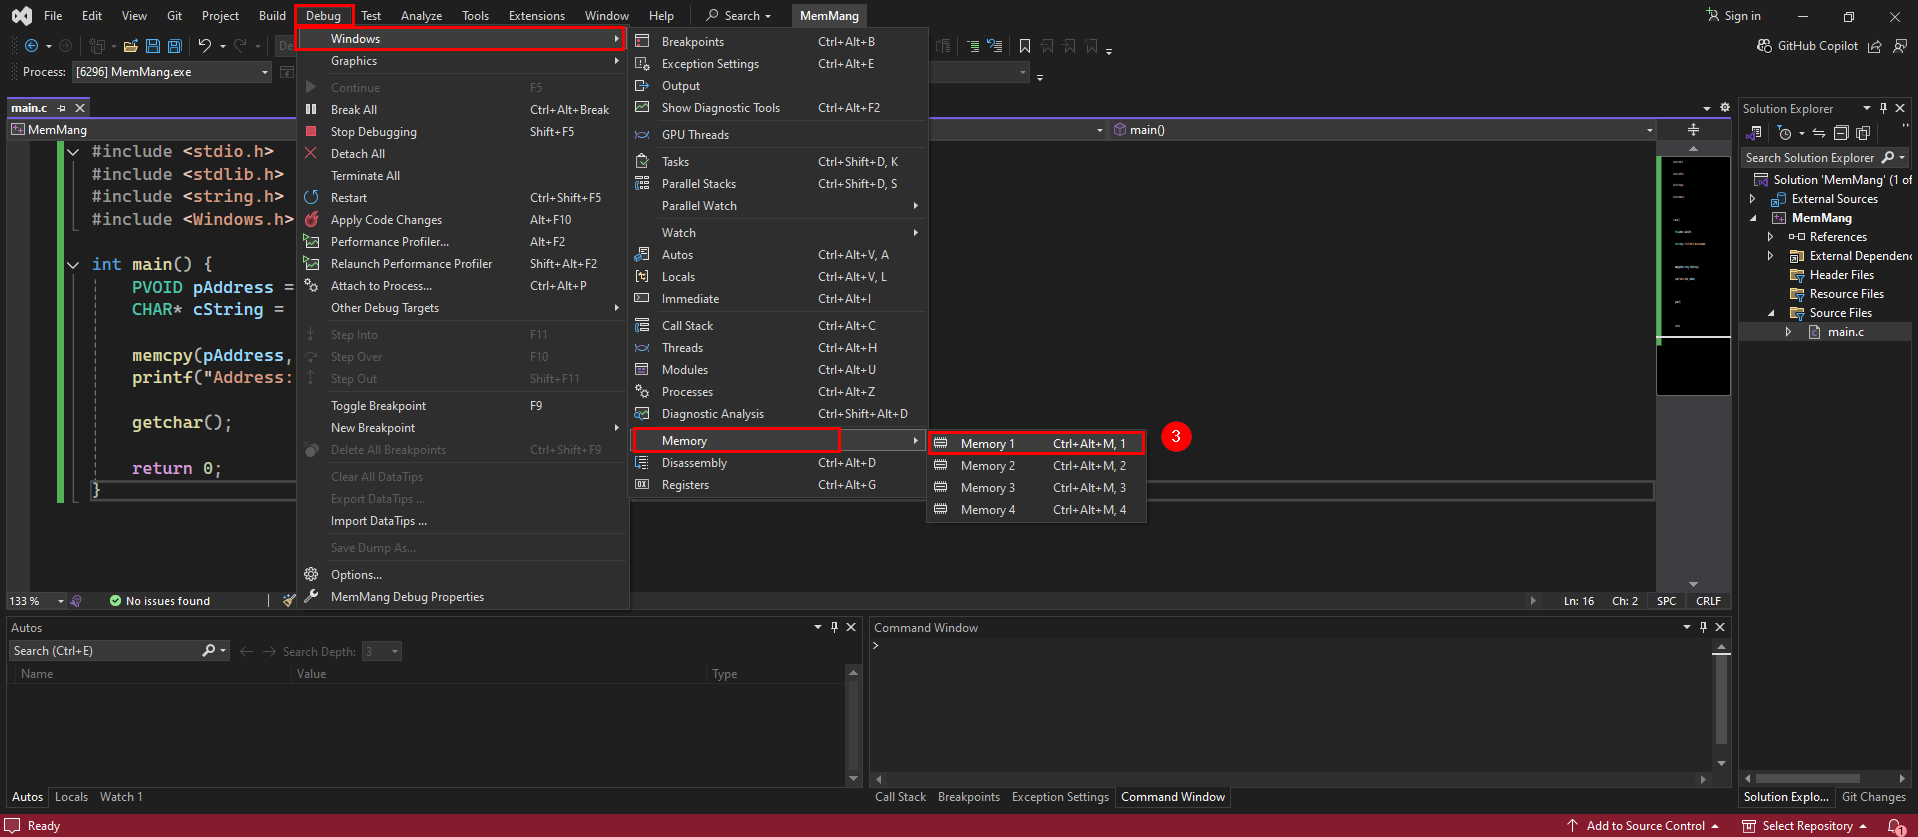 File Edit View Git Project Build Debug Test Analyze Tools Extensions Window Help Search MemMang Sign in
GitHub Copilot
Process: [6296] MemMang.exe
main.c
MemMang
main()
#include <stdio.h>
#include <stdlib.h>
#include <string.h>
#include <Windows.h>
int main() {
PVOID pAddress =
CHAR* cString =
memcpy(pAddress,
printf("Address:
getchar();
return 0;
}
Windows
Graphics
Continue F5
Break All Ctrl+Alt+Break
Stop Debugging Shift+F5
Detach All
Terminate All
Restart Ctrl+Shift+F5
Apply Code Changes Alt+F10
Performance Profiler... Alt+F2
Relaunch Performance Profiler Shift+Alt+F2
Attach to Process... Ctrl+Alt+P
Other Debug Targets
Step Into F11
Step Over F10
Step Out Shift+F11
Toggle Breakpoint F9
New Breakpoint
Delete All Breakpoints Ctrl+Shift+F9
Clear All DataTips
Export DataTips ...
Import DataTips ...
Save Dump As...
Options...
MemMang Debug Properties
Breakpoints Ctrl+Alt+B
Exception Settings Ctrl+Alt+E
Output
Show Diagnostic Tools Ctrl+Alt+F2
GPU Threads
Tasks Ctrl+Shift+D, K
Parallel Stacks Ctrl+Shift+D, S
Parallel Watch
Watch
Autos Ctrl+Alt+V, A
Locals Ctrl+Alt+V, L
Immediate Ctrl+Alt+I
Call Stack Ctrl+Alt+C
Threads Ctrl+Alt+H
Modules Ctrl+Alt+U
Processes Ctrl+Alt+Z
Diagnostic Analysis Ctrl+Shift+Alt+D
Memory
Disassembly Ctrl+Alt+D
Registers Ctrl+Alt+G
Memory 1 Ctrl+Alt+M, 1
Memory 2 Ctrl+Alt+M, 2
Memory 3 Ctrl+Alt+M, 3
Memory 4 Ctrl+Alt+M, 4
3
Solution Explorer
Search Solution Explorer
Solution 'MemMang' (1 of
External Sources
MemMang
References
External Dependenc
Header Files
Resource Files
Source Files
main.c
133 % No issues found Ln: 16 Ch: 2 SPC CRLF
Autos
Search (Ctrl+E) Search Depth: 3
Name Value Type
Autos Locals Watch 1
Command Window
>
Call Stack Breakpoints Exception Settings Command Window
Solution Explo... Git Changes
Ready Add to Source Control Select Repository 1